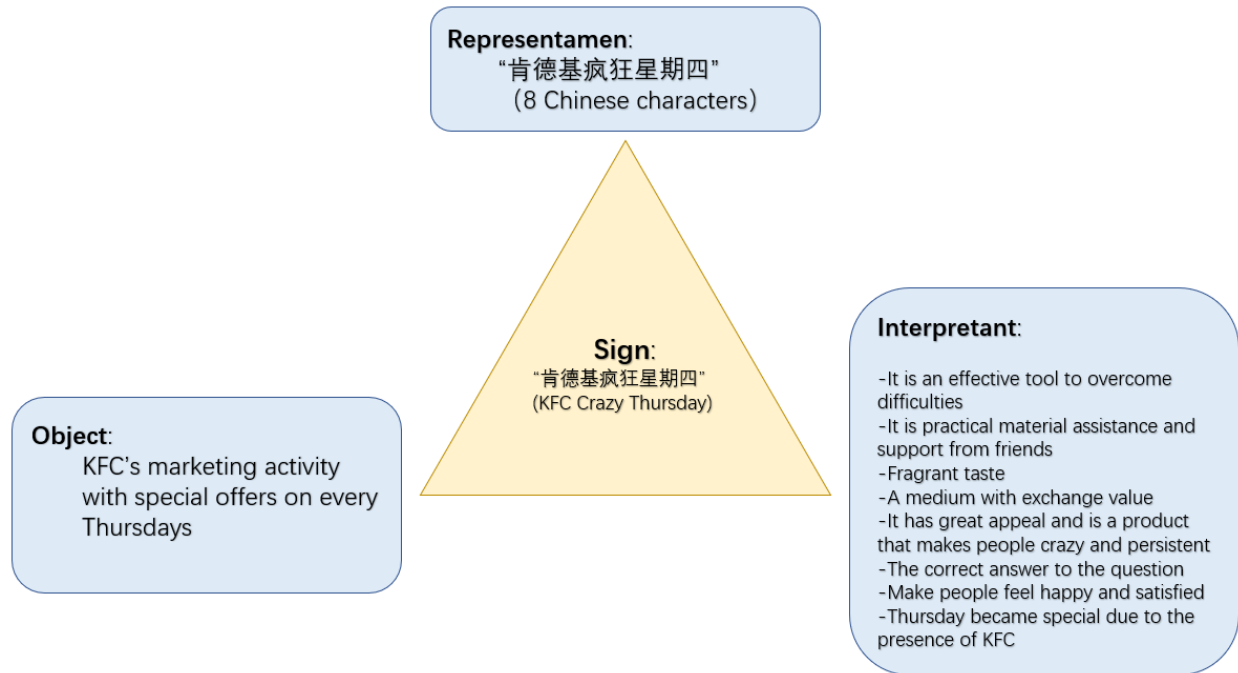 Representamen:
“肯德基疯狂星期四”
（8 Chinese characters）
Sign:
“肯德基疯狂星期四”
(KFC Crazy Thursday)
Object:
KFC’s marketing activity
with special offers on every
Thursdays
Interpretant:
-It is an effective tool to overcome
difficulties
-It is practical material assistance and
support from friends
-Fragrant taste
-A medium with exchange value
-It has great appeal and is a product
that makes people crazy and persistent
-The correct answer to the question
-Make people feel happy and satisfied
-Thursday became special due to the
presence of KFC